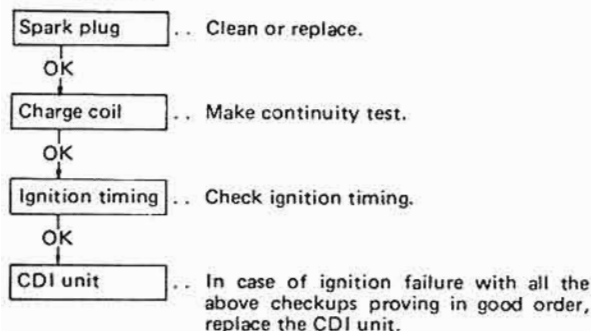 Spark plug .. Clean or replace.
OK
Charge coil .. Make continuity test.
OK
Ignition timing .. Check ignition timing.
OK
CDI unit .. In case of ignition failure with all the
above checkups proving in good order,
replace the CDI unit.